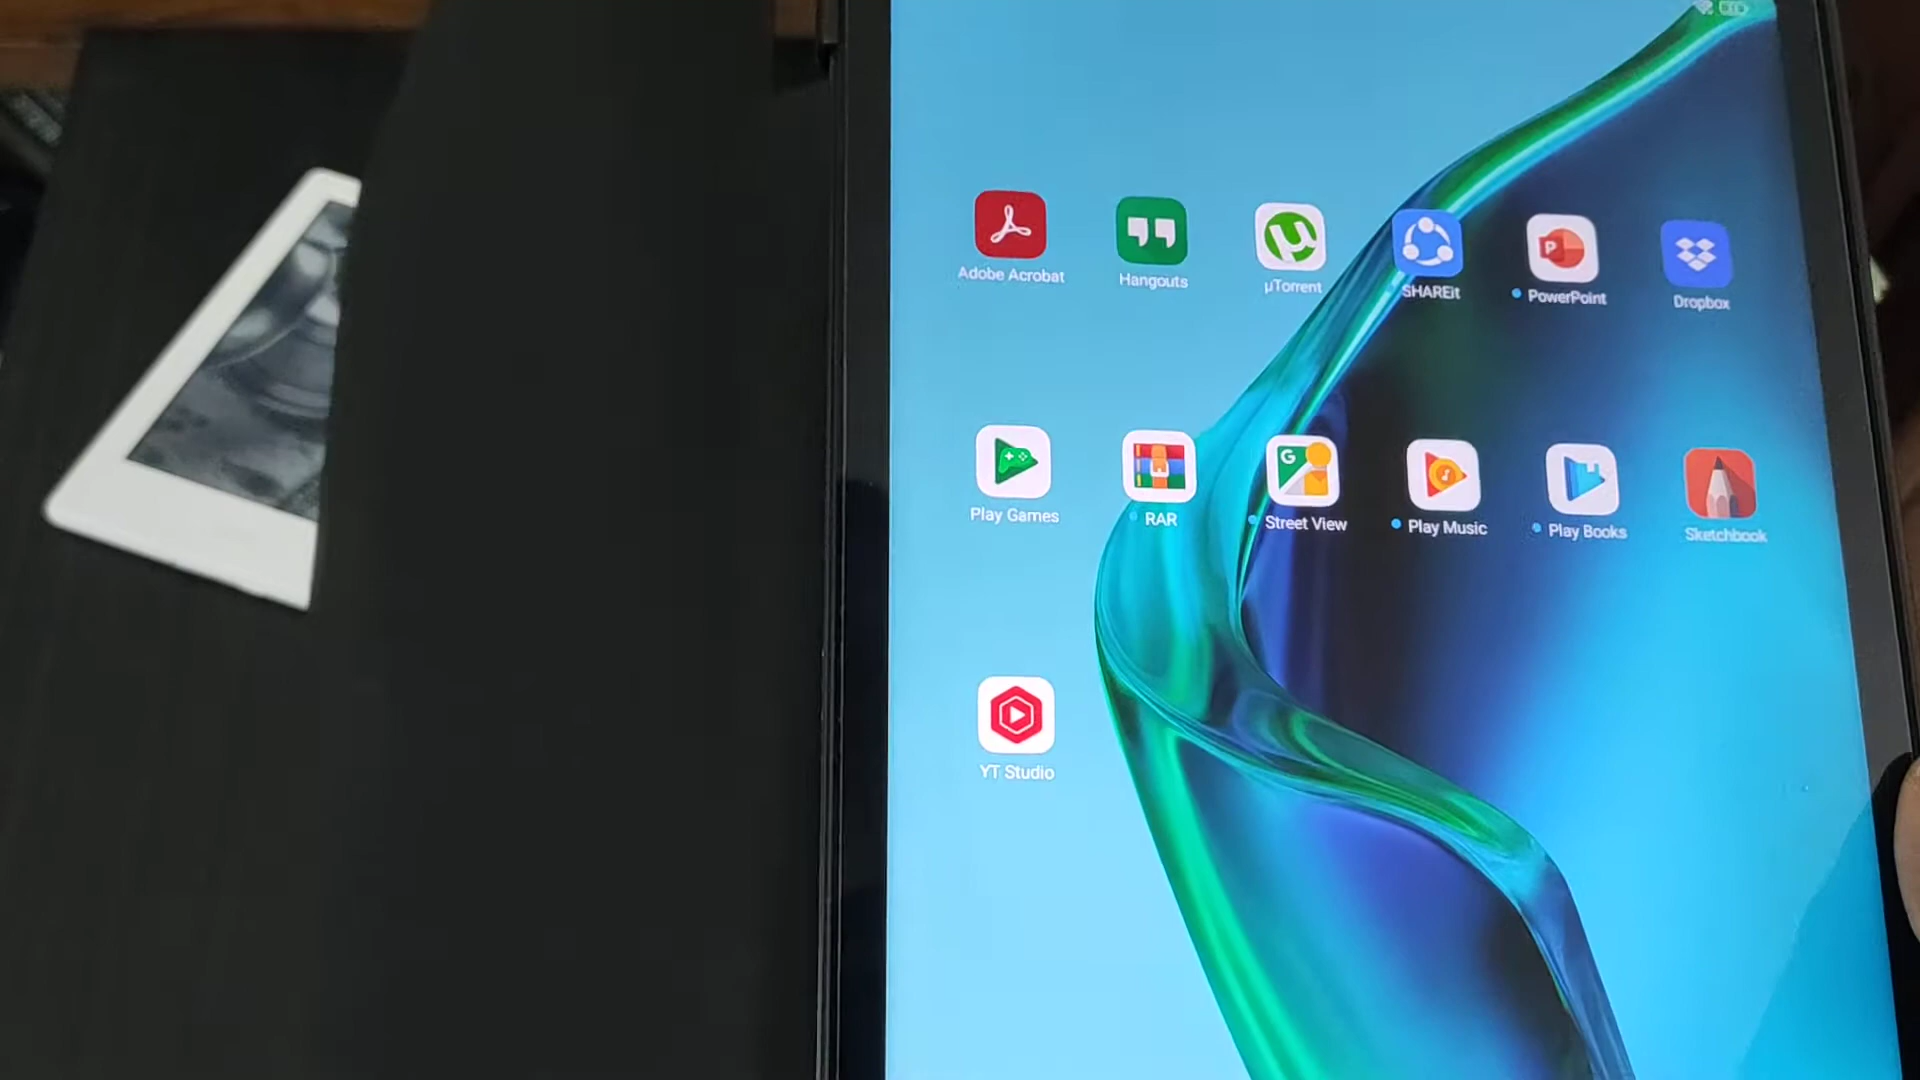 Adobe Acrobat
Hangouts
µTorrent
SHAREit
PowerPoint
Dropbox
Play Games
RAR
Street View
Play Music
Play Books
Sketchbook
YT Studio